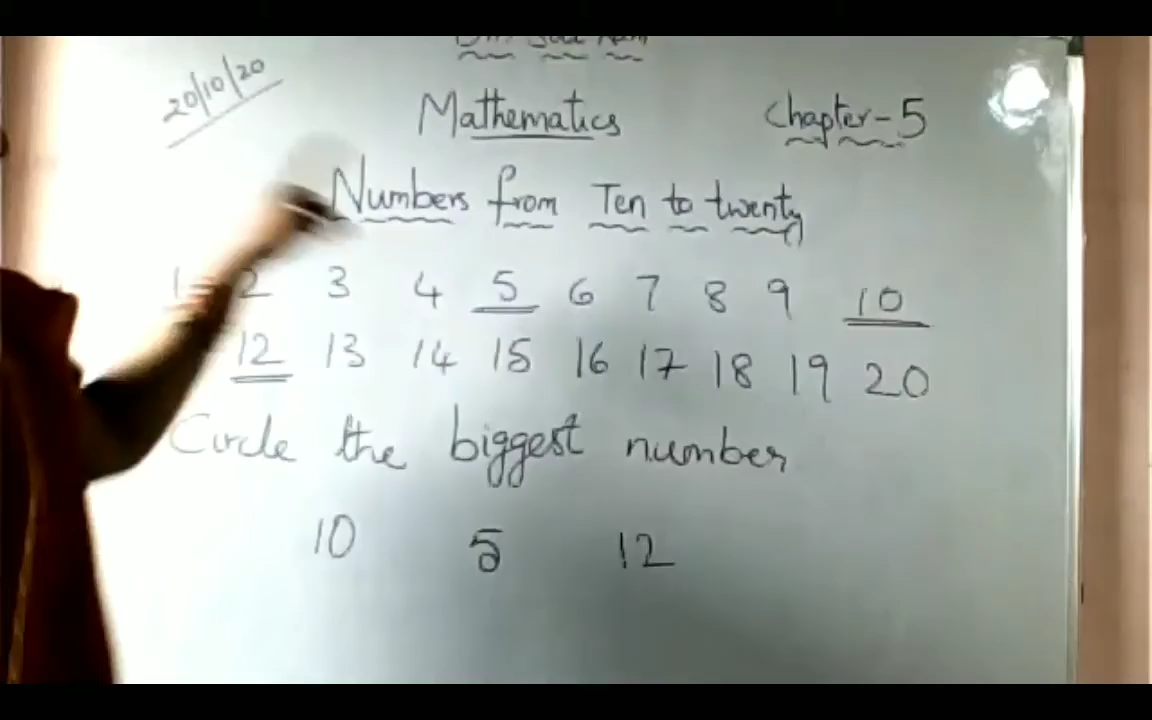 20/10/20
Mathematics Chapter-5
Numbers from Ten to twenty
1 2 3 4 5 6 7 8 9 10
12 13 14 15 16 17 18 19 20
Circle the biggest number
10 5 12